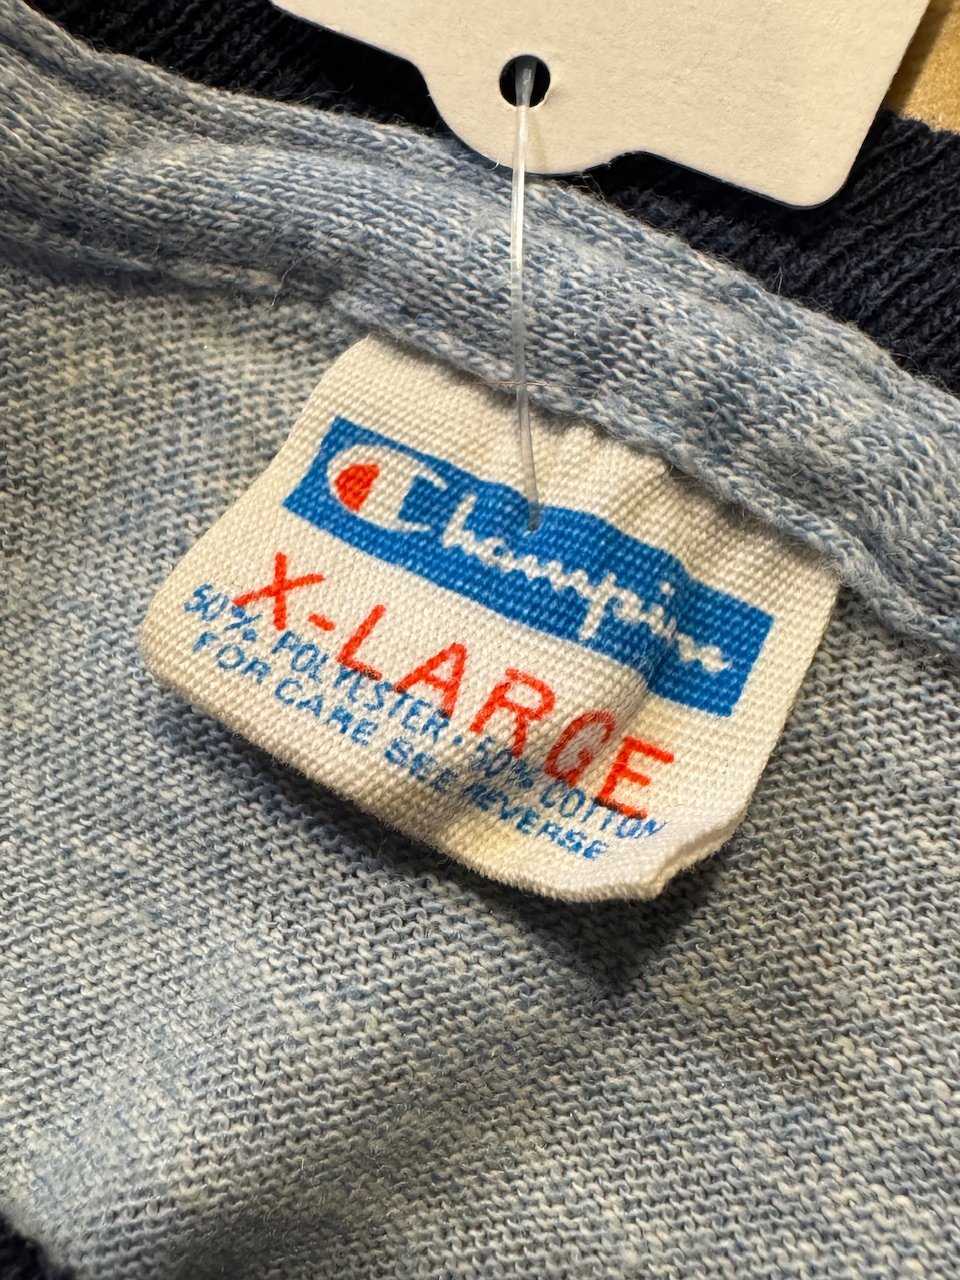 Champion
X-LARGE
50% POLYESTER · 50% COTTON
FOR CARE SEE REVERSE